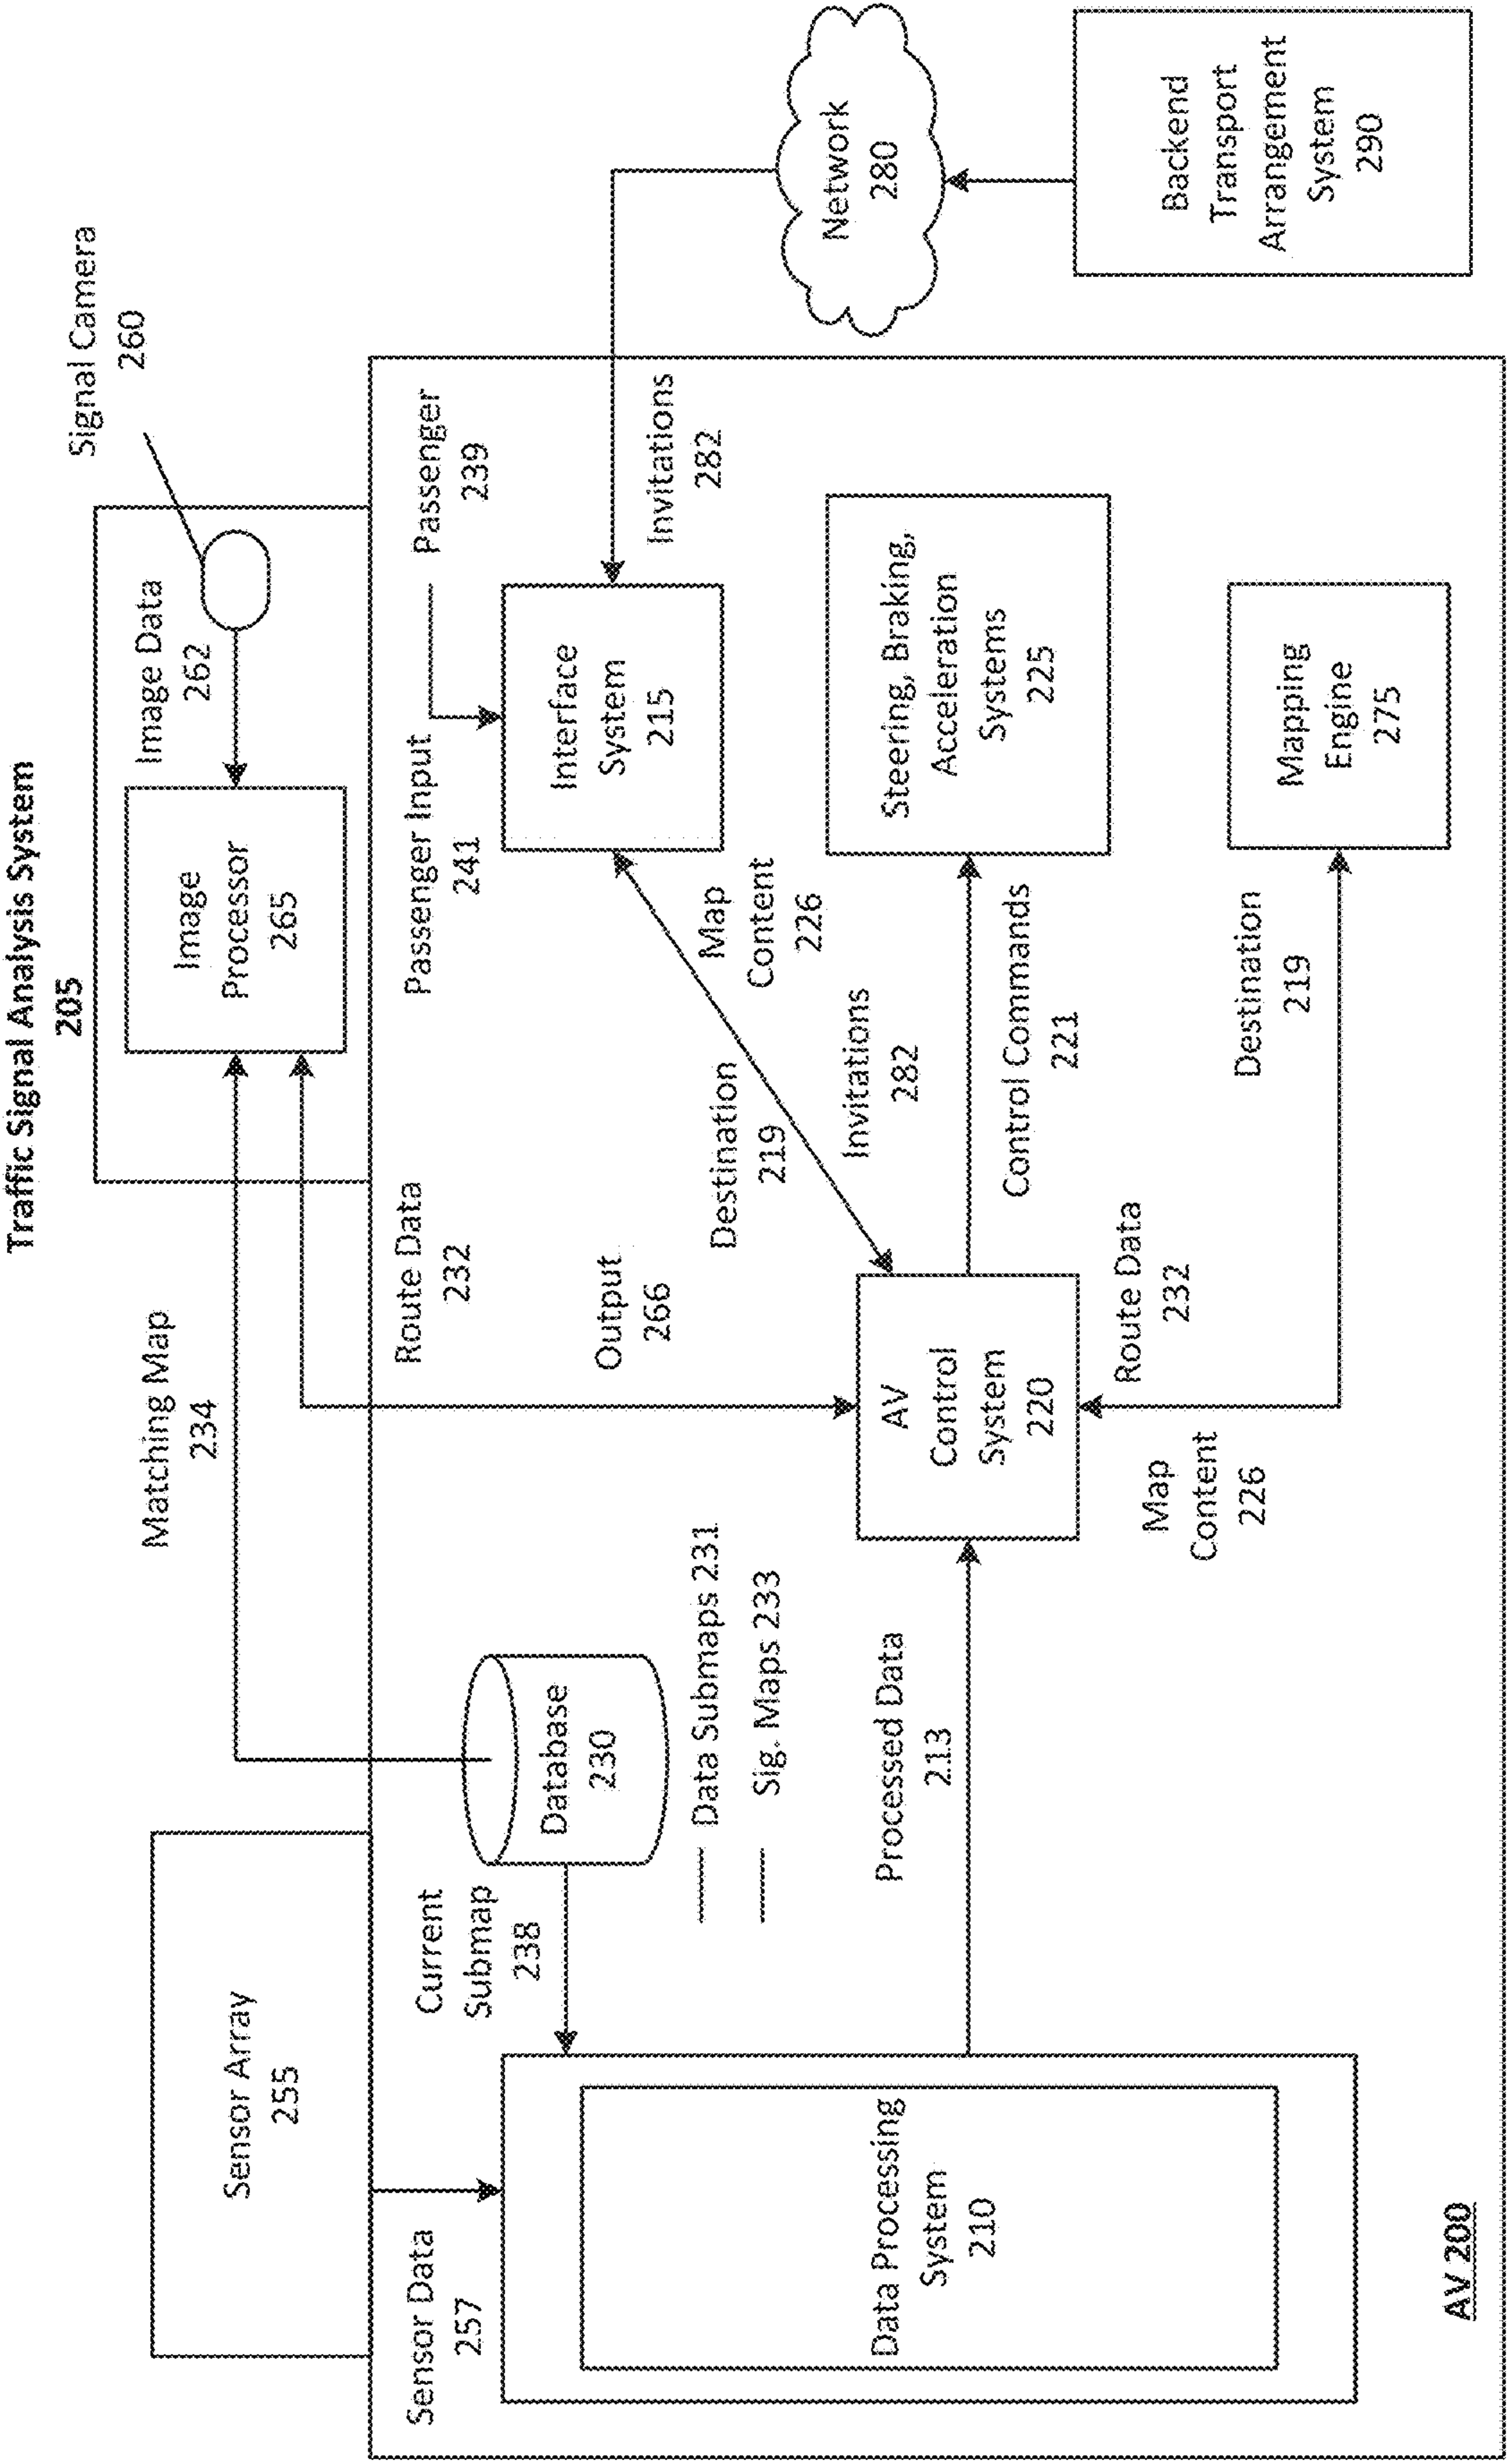 Traffic Signal Analysis System
205
Sensor Array
255
Matching Map
234
Image
Processor
265
Image Data
262
Signal Camera
260
Sensor Data
257
Current
Submap
238
Database
230
Data Submaps 231
Sig. Maps 233
Route Data
232
Output
266
Passenger Input
241
Passenger
239
Interface
System
215
Invitations
282
Network
280
Backend
Transport
Arrangement
System
290
Destination
219
Map
Content
226
Invitations
282
Data Processing
System
210
Processed Data
213
AV
Control
System
220
Control Commands
221
Steering, Braking,
Acceleration
Systems
225
Map
Content
226
Route Data
232
Destination
219
Mapping
Engine
275
AV 200